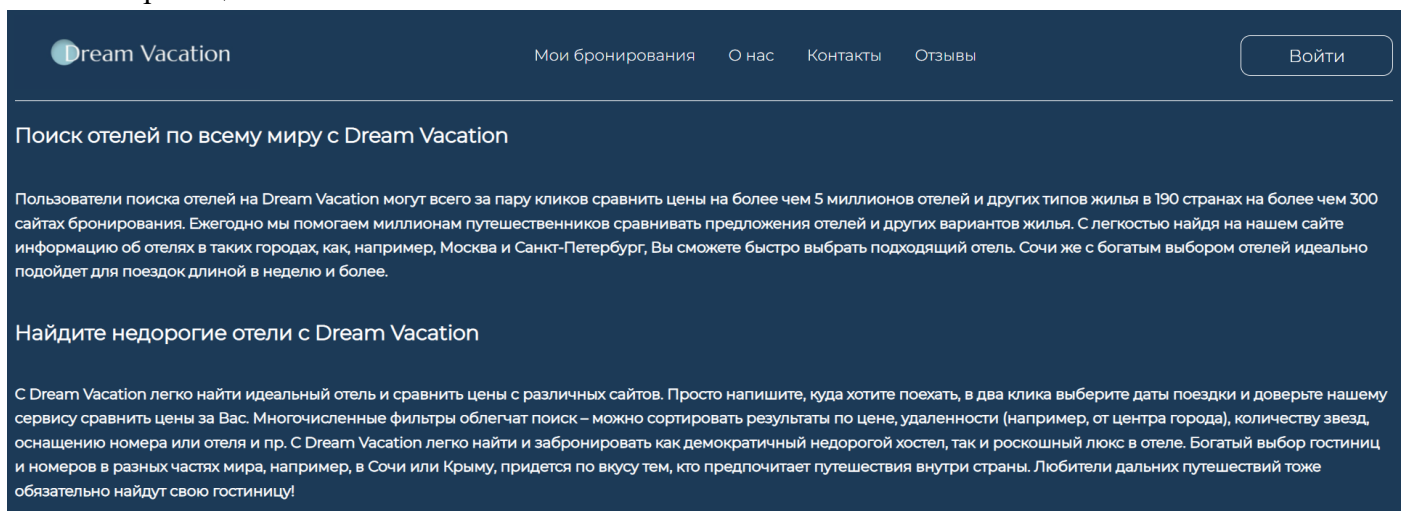 Dream Vacation
Мои бронирования О нас Контакты Отзывы
Войти
Поиск отелей по всему миру с Dream Vacation
Пользователи поиска отелей на Dream Vacation могут всего за пару кликов сравнить цены на более чем 5 миллионов отелей и других типов жилья в 190 странах на более чем 300
сайтах бронирования. Ежегодно мы помогаем миллионам путешественников сравнивать предложения отелей и других вариантов жилья. С легкостью найдя на нашем сайте
информацию об отелях в таких городах, как, например, Москва и Санкт-Петербург, Вы сможете быстро выбрать подходящий отель. Сочи же с богатым выбором отелей идеально
подойдет для поездок длиной в неделю и более.
Найдите недорогие отели с Dream Vacation
С Dream Vacation легко найти идеальный отель и сравнить цены с различных сайтов. Просто напишите, куда хотите поехать, в два клика выберите даты поездки и доверьте нашему
сервису сравнить цены за Вас. Многочисленные фильтры облегчат поиск – можно сортировать результаты по цене, удаленности (например, от центра города), количеству звезд,
оснащению номера или отеля и пр. С Dream Vacation легко найти и забронировать как демократичный недорогой хостел, так и роскошный люкс в отеле. Богатый выбор гостиниц
и номеров в разных частях мира, например, в Сочи или Крыму, придется по вкусу тем, кто предпочитает путешествия внутри страны. Любители дальних путешествий тоже
обязательно найдут свою гостиницу!